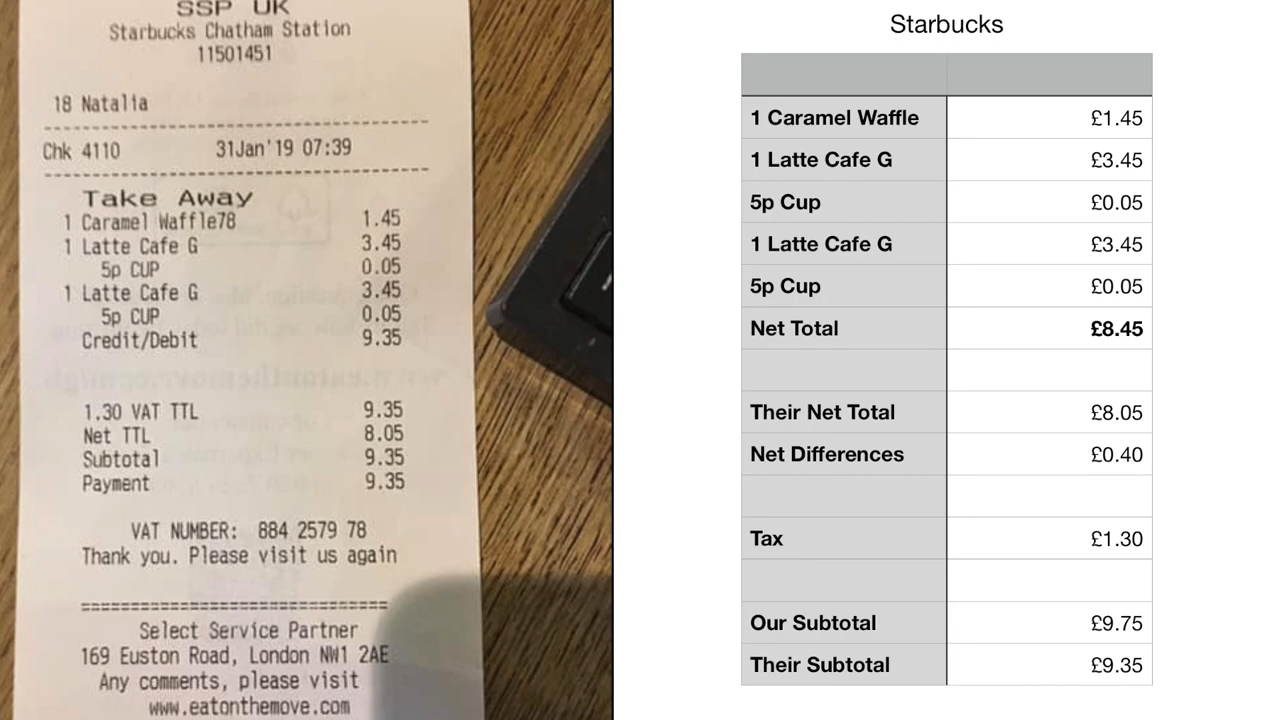 SSP UK
Starbucks Chatham Station
11501451
18 Natalia
Chk 4110 31Jan'19 07:39
Take Away
1 Caramel Waffle78 1.45
1 Latte Cafe G 3.45
5p CUP 0.05
1 Latte Cafe G 3.45
5p CUP 0.05
Credit/Debit 9.35
1.30 VAT TTL 9.35
Net TTL 8.05
Subtotal 9.35
Payment 9.35
VAT NUMBER: 884 2579 78
Thank you. Please visit us again
==============================
Select Service Partner
169 Euston Road, London NW1 2AE
Any comments, please visit
www.eatonthemove.com
Starbucks
1 Caramel Waffle £1.45
1 Latte Cafe G £3.45
5p Cup £0.05
1 Latte Cafe G £3.45
5p Cup £0.05
Net Total £8.45
Their Net Total £8.05
Net Differences £0.40
Tax £1.30
Our Subtotal £9.75
Their Subtotal £9.35